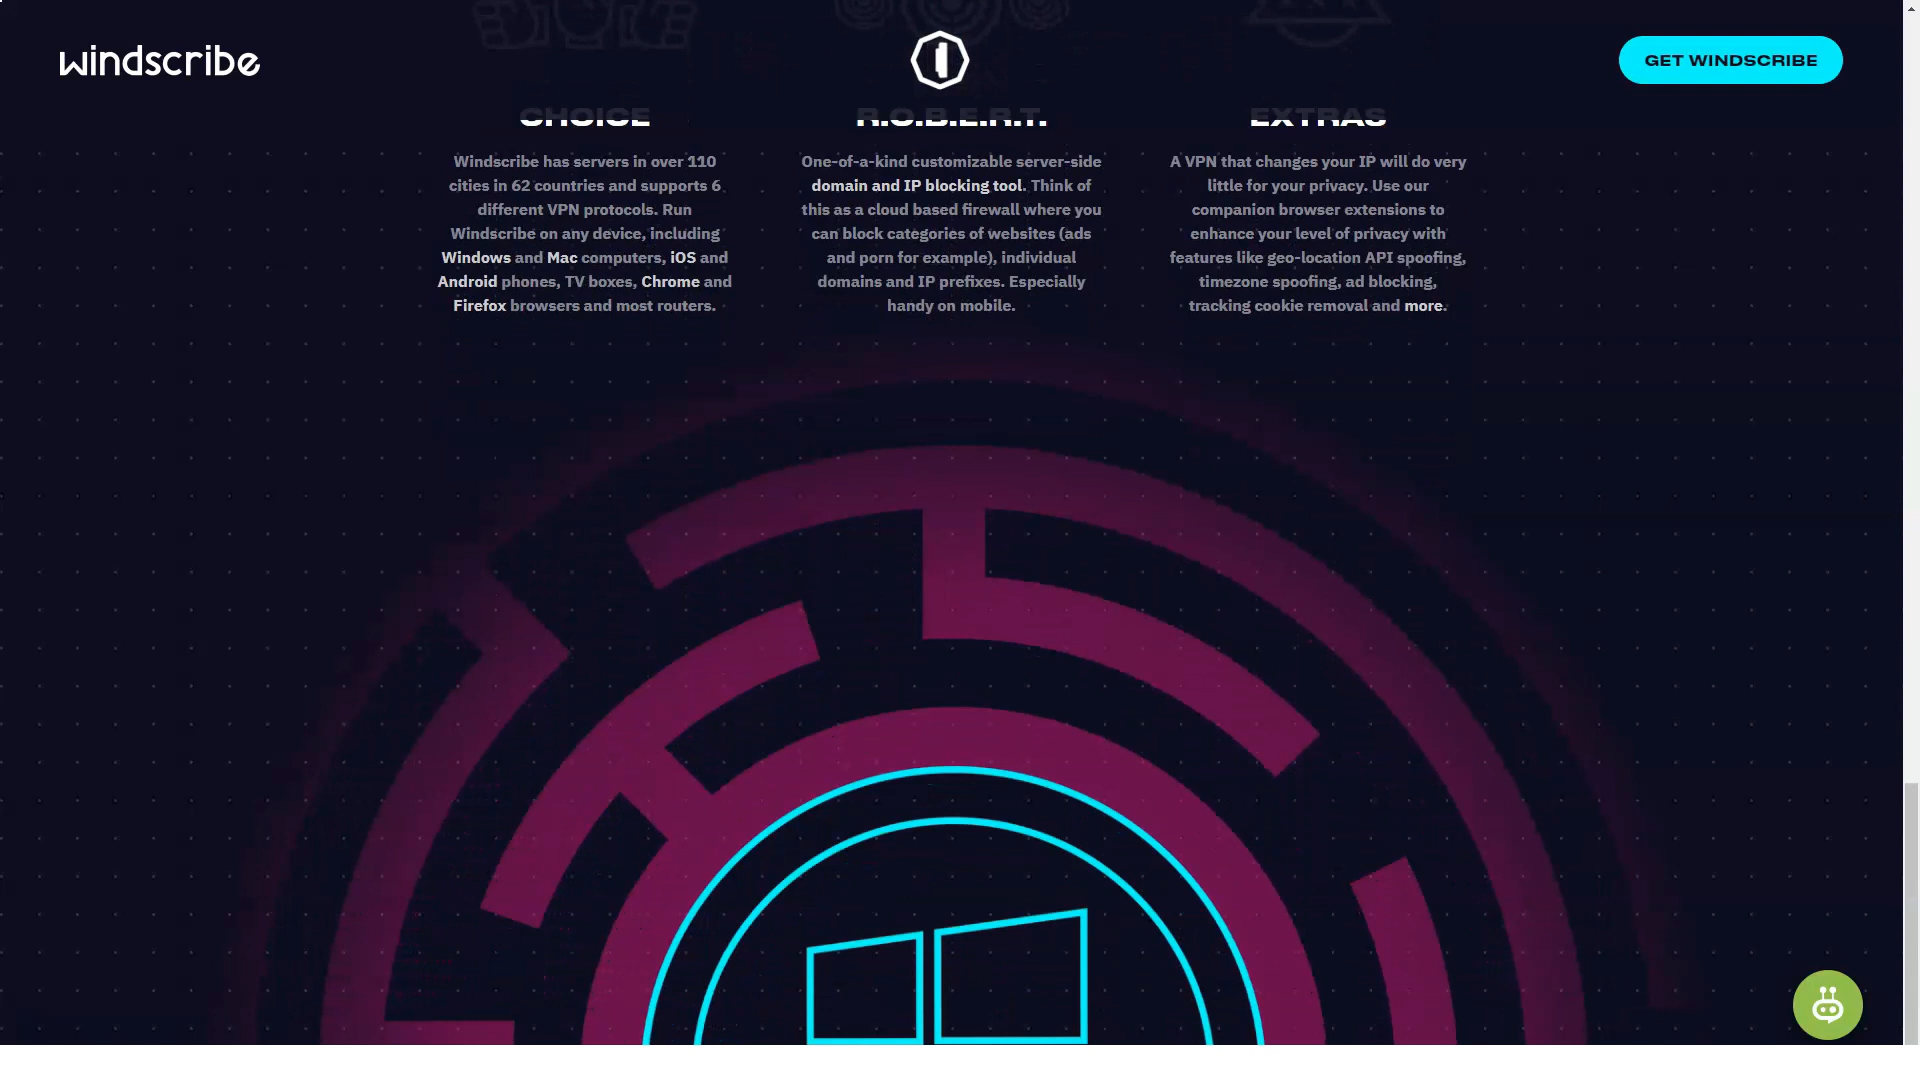 windscribe
GET WINDSCRIBE
CHOICE
Windscribe has servers in over 110
cities in 62 countries and supports 6
different VPN protocols. Run
Windscribe on any device, including
Windows and Mac computers, iOS and
Android phones, TV boxes, Chrome and
Firefox browsers and most routers.
R.O.B.E.R.T.
One-of-a-kind customizable server-side
domain and IP blocking tool. Think of
this as a cloud based firewall where you
can block categories of websites (ads
and porn for example), individual
domains and IP prefixes. Especially
handy on mobile.
EXTRAS
A VPN that changes your IP will do very
little for your privacy. Use our
companion browser extensions to
enhance your level of privacy with
features like geo-location API spoofing,
timezone spoofing, ad blocking,
tracking cookie removal and more.